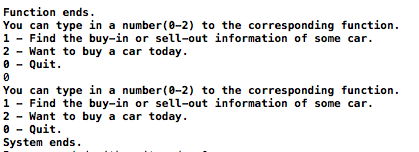 Function ends.
You can type in a number(0-2) to the corresponding function.
1 - Find the buy-in or sell-out information of some car.
2 - Want to buy a car today.
0 - Quit.
0
You can type in a number(0-2) to the corresponding function.
1 - Find the buy-in or sell-out information of some car.
2 - Want to buy a car today.
0 - Quit.
System ends.